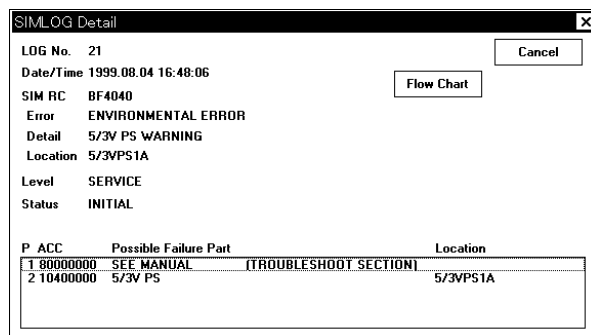 SIMLOG Detail
LOG No. 21
Cancel
Date/Time 1999.08.04 16:48:06
Flow Chart
SIM RC BF4040
Error ENVIRONMENTAL ERROR
Detail 5/3V PS WARNING
Location 5/3VPS1A
Level SERVICE
Status INITIAL
P ACC Possible Failure Part Location
1 80000000 SEE MANUAL (TROUBLESHOOT SECTION)
2 10400000 5/3V PS 5/3VPS1A